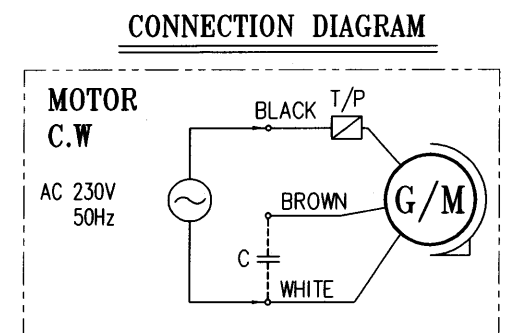 CONNECTION DIAGRAM
MOTOR
C.W
AC 230V
50Hz
BLACK
T/P
BROWN
G/M
C
WHITE